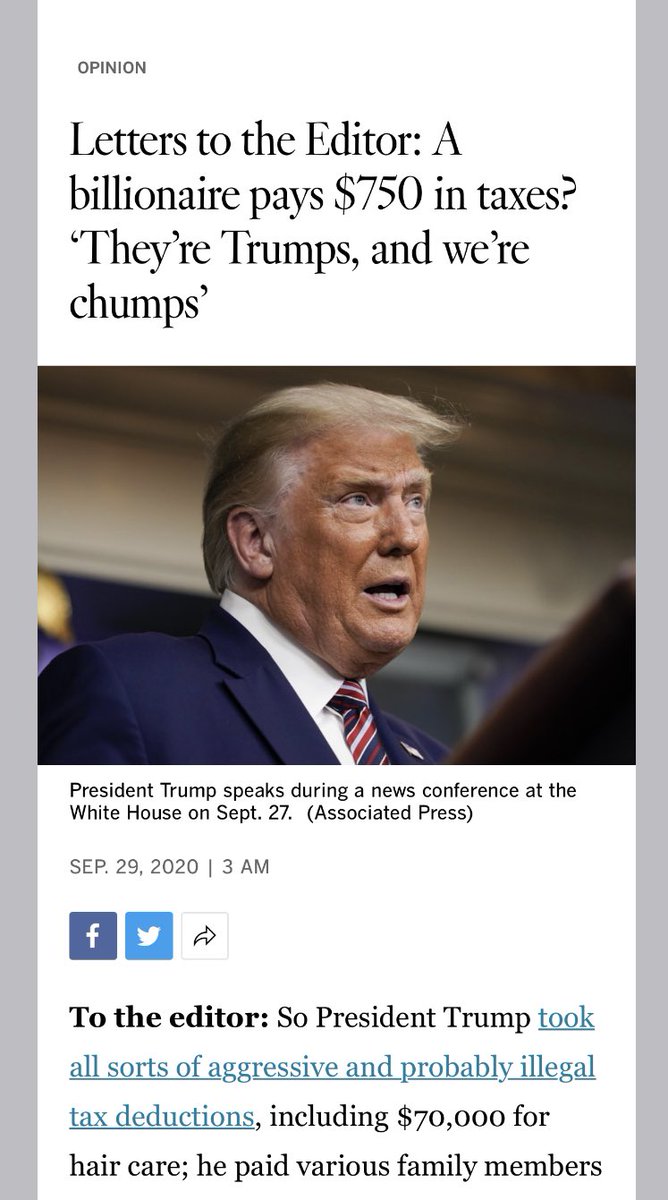 OPINION
Letters to the Editor: A
billionaire pays $750 in taxes?
‘They’re Trumps, and we’re
chumps’
President Trump speaks during a news conference at the
White House on Sept. 27.  (Associated Press)
SEP. 29, 2020 | 3 AM
To the editor: So President Trump took
all sorts of aggressive and probably illegal
tax deductions, including $70,000 for
hair care; he paid various family members